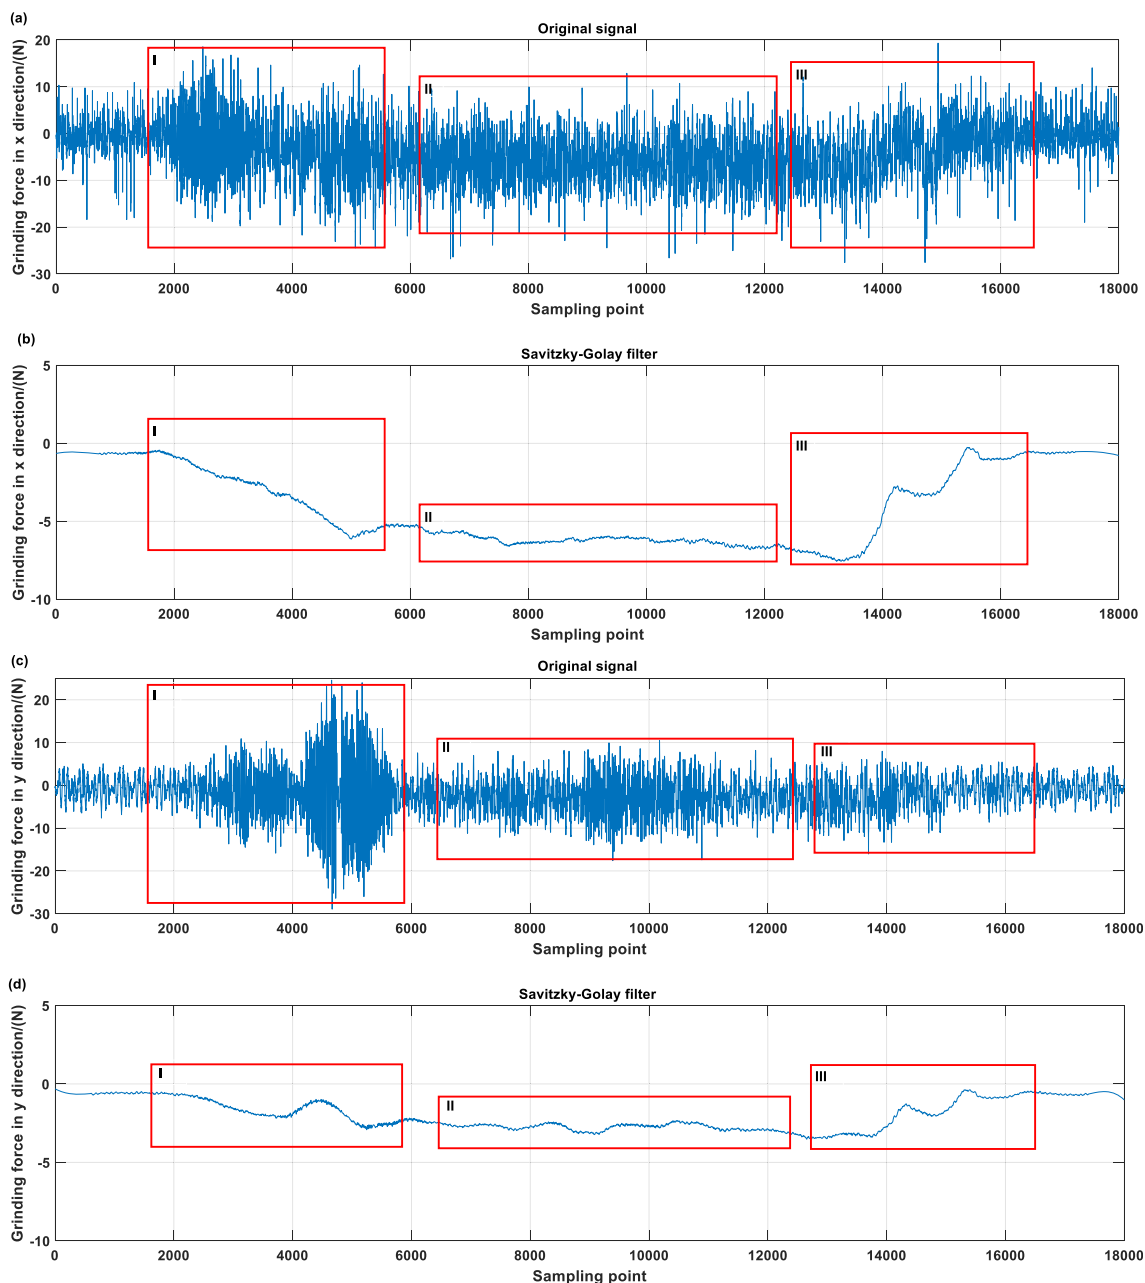 (a)
Original signal
Grinding force in x direction/(N)
20
10
0
-10
-20
-30
I
II
III
0 2000 4000 6000 8000 10000 12000 14000 16000 18000
Sampling point
(b)
Savitzky-Golay filter
Grinding force in x direction/(N)
5
0
-5
-10
I
II
III
0 2000 4000 6000 8000 10000 12000 14000 16000 18000
Sampling point
(c)
Original signal
Grinding force in y direction/(N)
20
10
0
-10
-20
-30
I
II
III
0 2000 4000 6000 8000 10000 12000 14000 16000 18000
Sampling point
(d)
Savitzky-Golay filter
Grinding force in y direction/(N)
5
0
-5
-10
I
II
III
0 2000 4000 6000 8000 10000 12000 14000 16000 18000
Sampling point